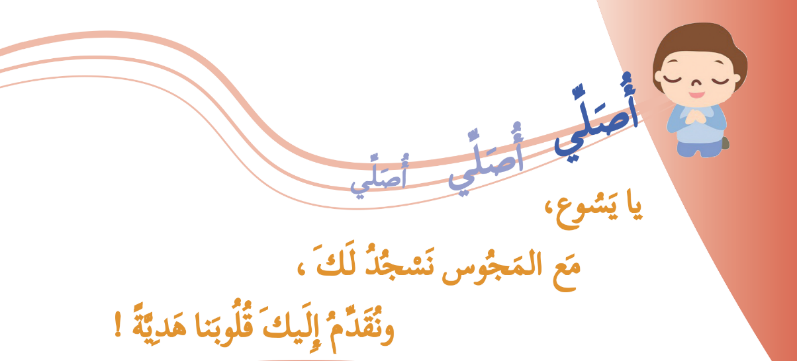 أُصَلِّي أُصَلِّي أُصَلِّي
يا يَسُوع،
مَع المَجُوس نَسْجُدُ لَكَ ،
ونُقَدِّمُ إِلَيكَ قُلُوبَنا هَدِيَّةً !